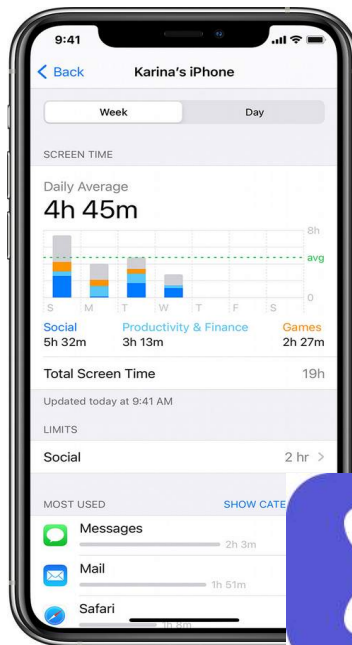 9:41
Back Karina's iPhone
Week Day
SCREEN TIME
Daily Average
4h 45m
8h
avg
0
S M T W T F S
Social Productivity & Finance Games
5h 32m 3h 13m 2h 27m
Total Screen Time 19h
Updated today at 9:41 AM
LIMITS
Social 2 hr
MOST USED SHOW CATE
Messages
2h 3m
Mail
1h 51m
Safari
1h 8m